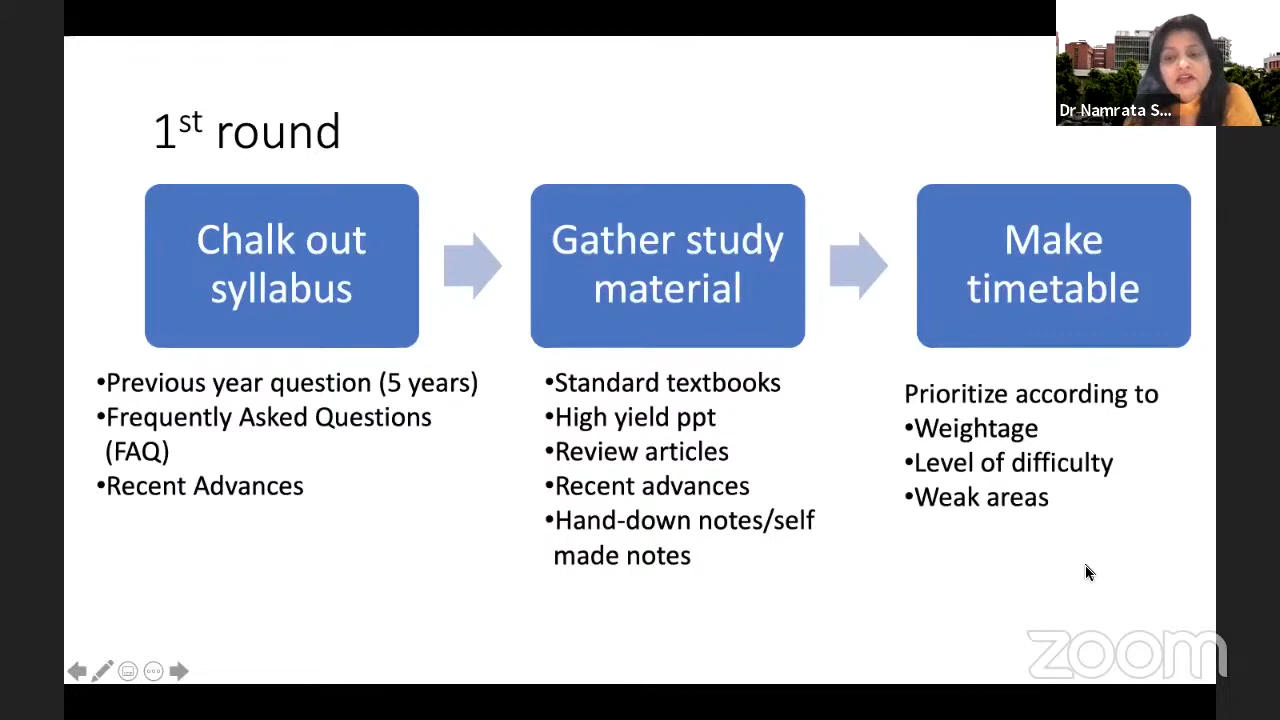 Dr Namrata S...
1st round
Chalk out
syllabus
Gather study
material
Make
timetable
•Previous year question (5 years)
•Frequently Asked Questions
(FAQ)
•Recent Advances
•Standard textbooks
•High yield ppt
•Review articles
•Recent advances
•Hand-down notes/self
made notes
Prioritize according to
•Weightage
•Level of difficulty
•Weak areas
zoom